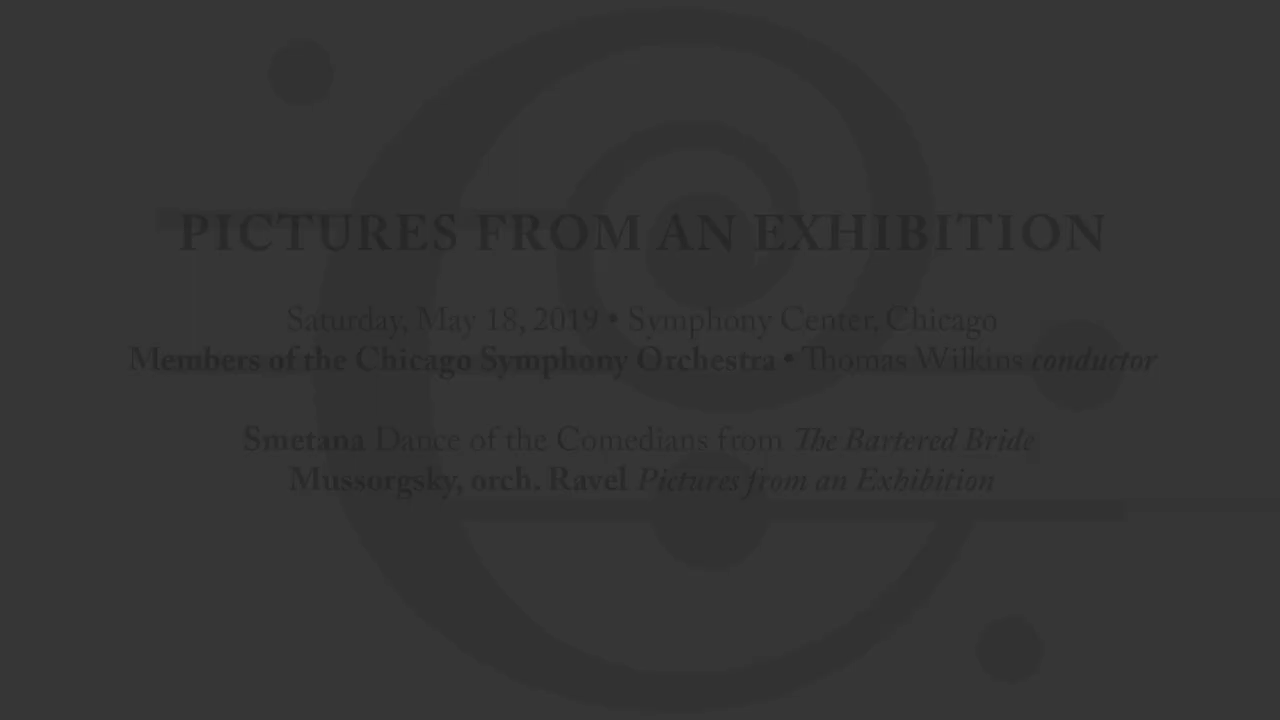 PICTURES FROM AN EXHIBITION
Saturday, May 18, 2019 • Symphony Center, Chicago
Members of the Chicago Symphony Orchestra • Thomas Wilkins conductor
Smetana Dance of the Comedians from The Bartered Bride
Mussorgsky, orch. Ravel Pictures from an Exhibition